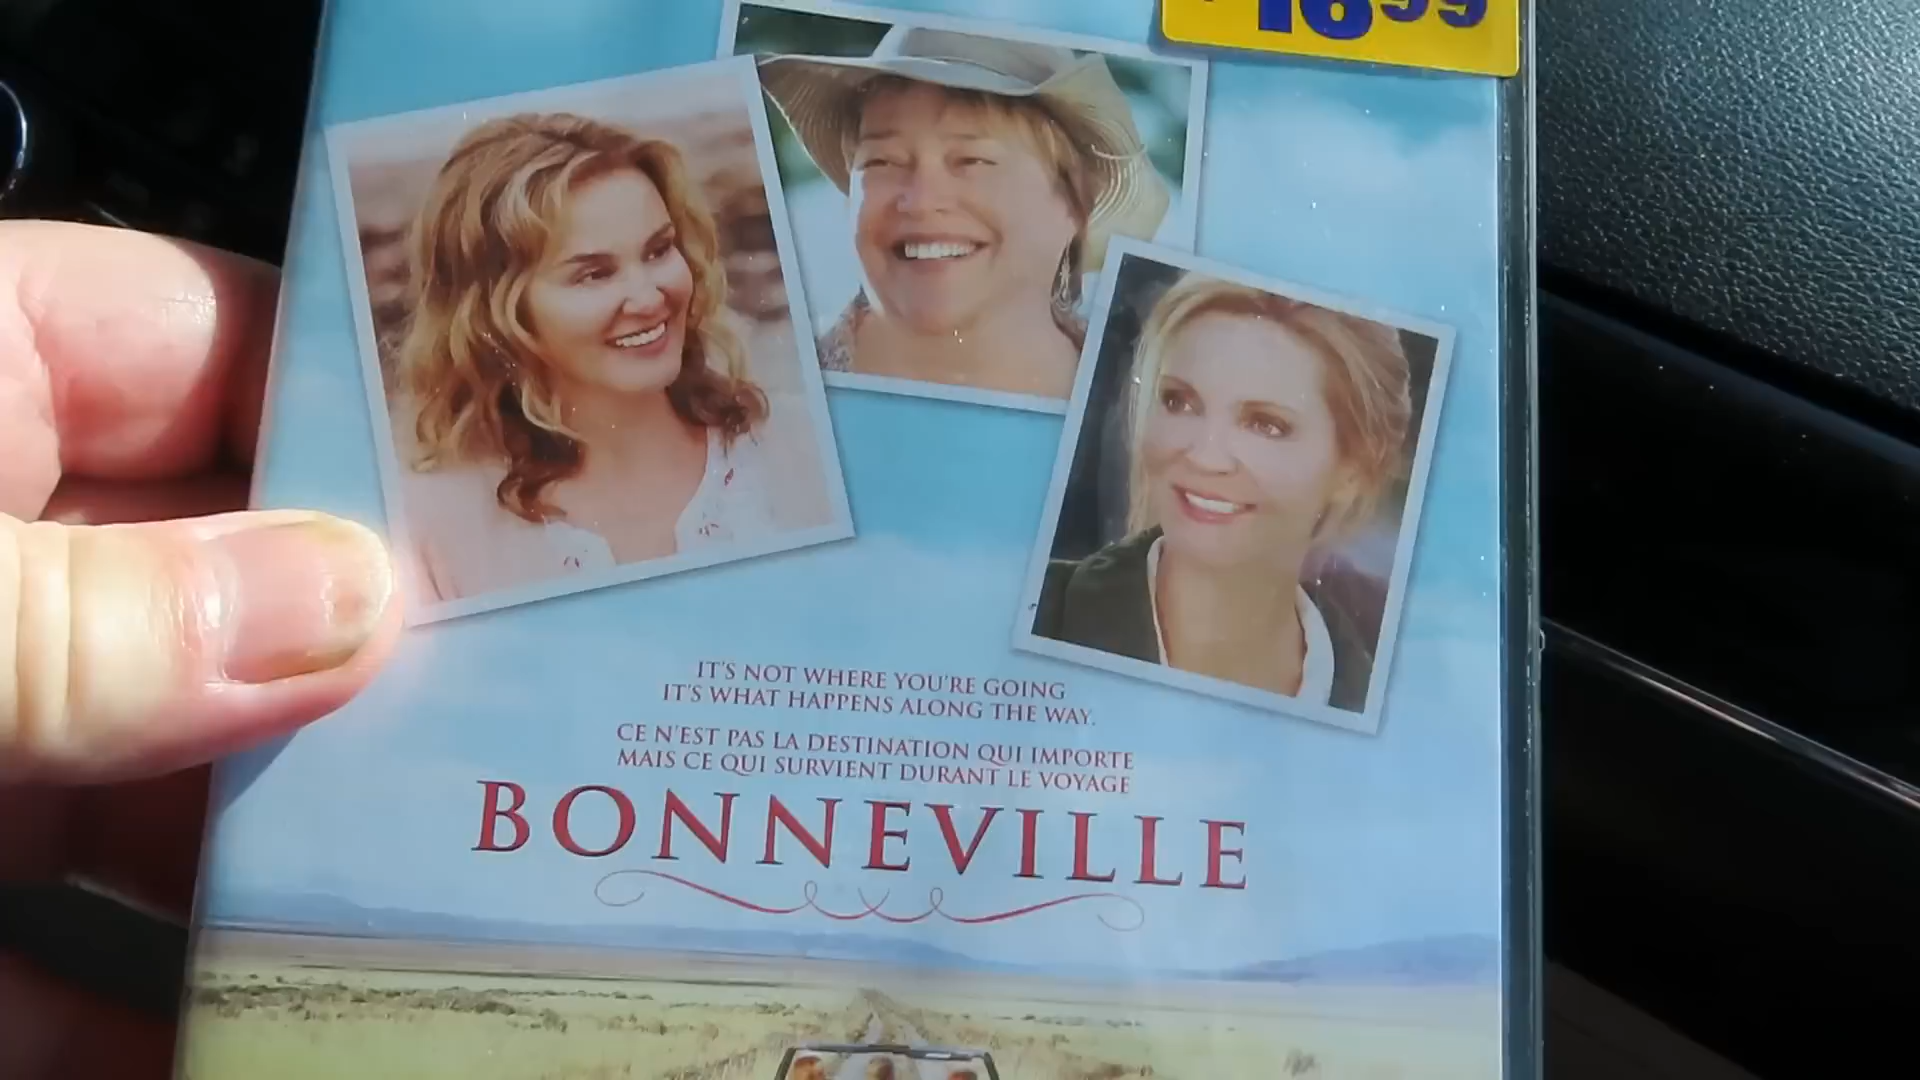 1699
IT'S NOT WHERE YOU'RE GOING
IT'S WHAT HAPPENS ALONG THE WAY.
CE N'EST PAS LA DESTINATION QUI IMPORTE
MAIS CE QUI SURVIENT DURANT LE VOYAGE
BONNEVILLE